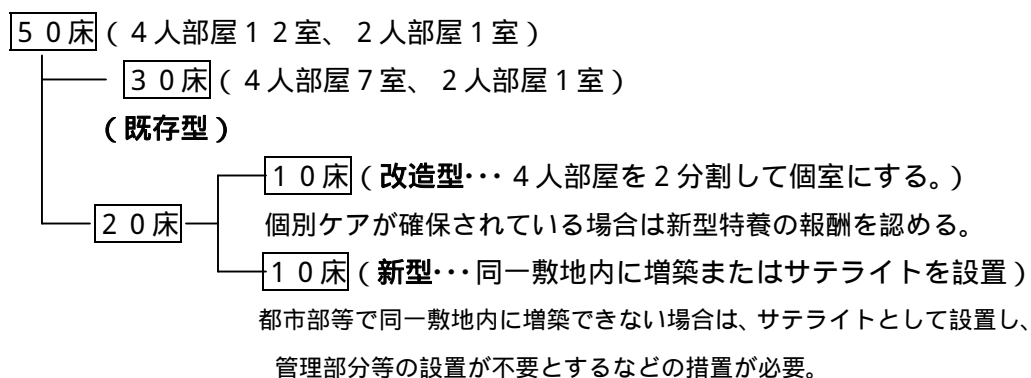 50床(4人部屋12室、2人部屋1室)
30床(4人部屋7室、2人部屋1室)
(既存型)
10床(改造型・・・4人部屋を2分割して個室にする。)
20床
個別ケアが確保されている場合は新型特養の報酬を認める。
10床(新型・・・同一敷地内に増築またはサテライトを設置)
都市部等で同一敷地内に増築できない場合は、サテライトとして設置し、
管理部分等の設置が不要とするなどの措置が必要。